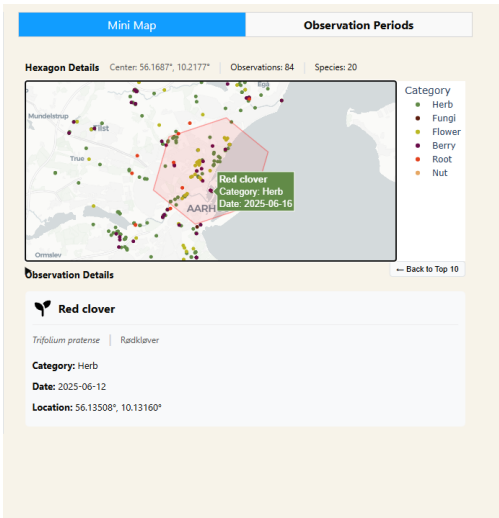 Mini Map
Observation Periods
Hexagon Details Center: 56.1687°, 10.2177° Observations: 84 Species: 20
Egå
Mundelstrup
Tilst
True
AARH
Ormslev
Red clover
Category: Herb
Date: 2025-06-16
Category
Herb
Fungi
Flower
Berry
Root
Nut
Observation Details
← Back to Top 10
Red clover
Trifolium pratense Rødkløver
Category: Herb
Date: 2025-06-12
Location: 56.13508°, 10.13160°